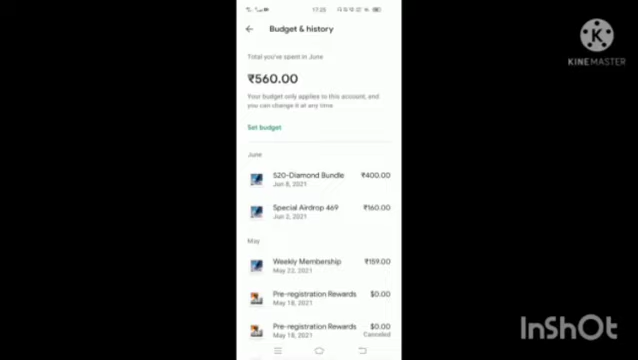 17:25
Budget & history
KINEMASTER
Total you've spent in June
₹560.00
Your budget only applies to this account, and
you can change it at any time
Set budget
June
520-Diamond Bundle ₹400.00
Jun 8, 2021
Special Airdrop 469 ₹160.00
Jun 2, 2021
May
Weekly Membership ₹159.00
May 22, 2021
Pre-registration Rewards $0.00
May 18, 2021
Pre-registration Rewards $0.00
May 18, 2021 Canceled
InShOt